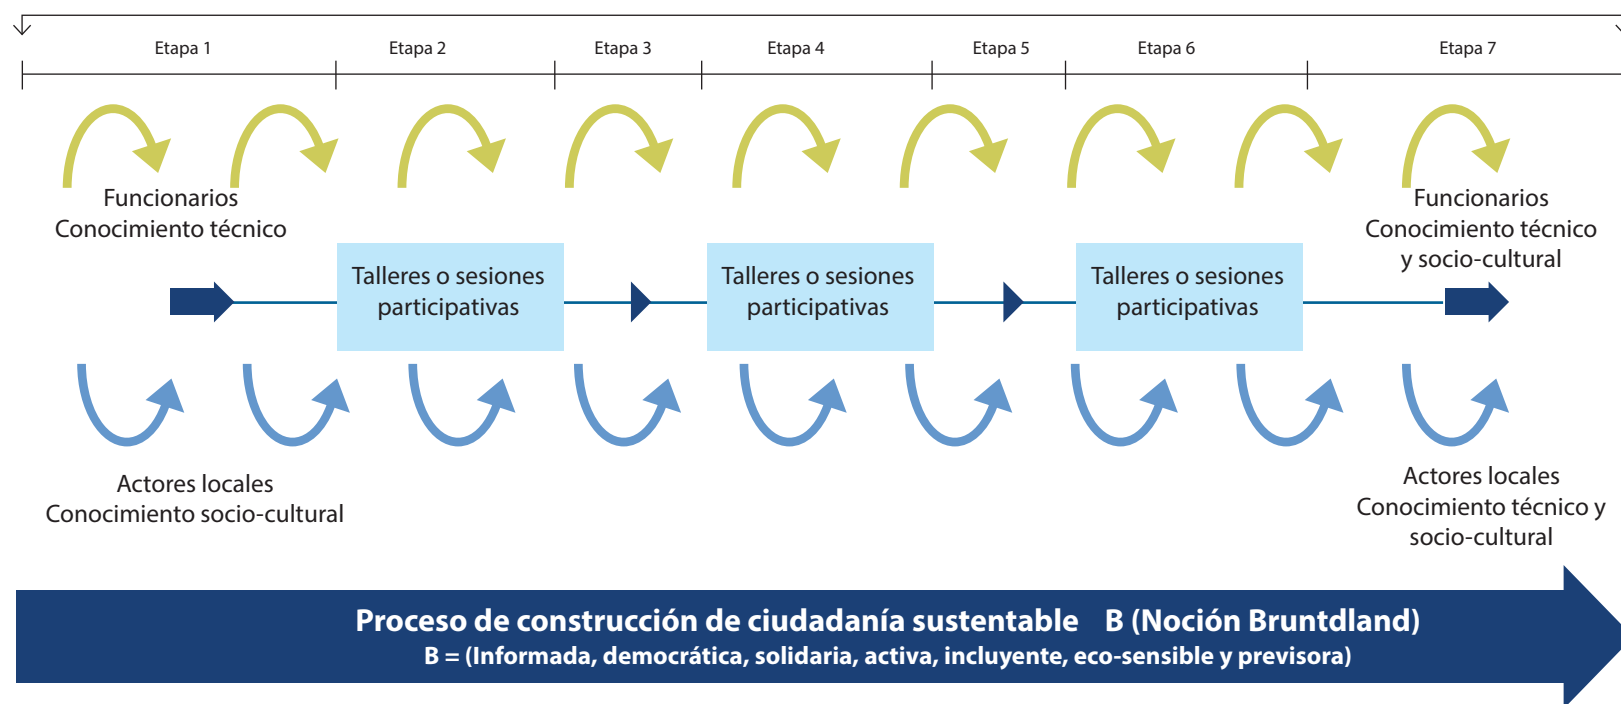 Etapa 1
Etapa 2
Etapa 3
Etapa 4
Etapa 5
Etapa 6
Etapa 7
Funcionarios
Conocimiento técnico
Funcionarios
Conocimiento técnico
y socio-cultural
Talleres o sesiones
participativas
Talleres o sesiones
participativas
Talleres o sesiones
participativas
Actores locales
Conocimiento socio-cultural
Actores locales
Conocimiento técnico y
socio-cultural
Proceso de construcción de ciudadanía sustentable B (Noción Bruntdland)
B = (Informada, democrática, solidaria, activa, incluyente, eco-sensible y previsora)